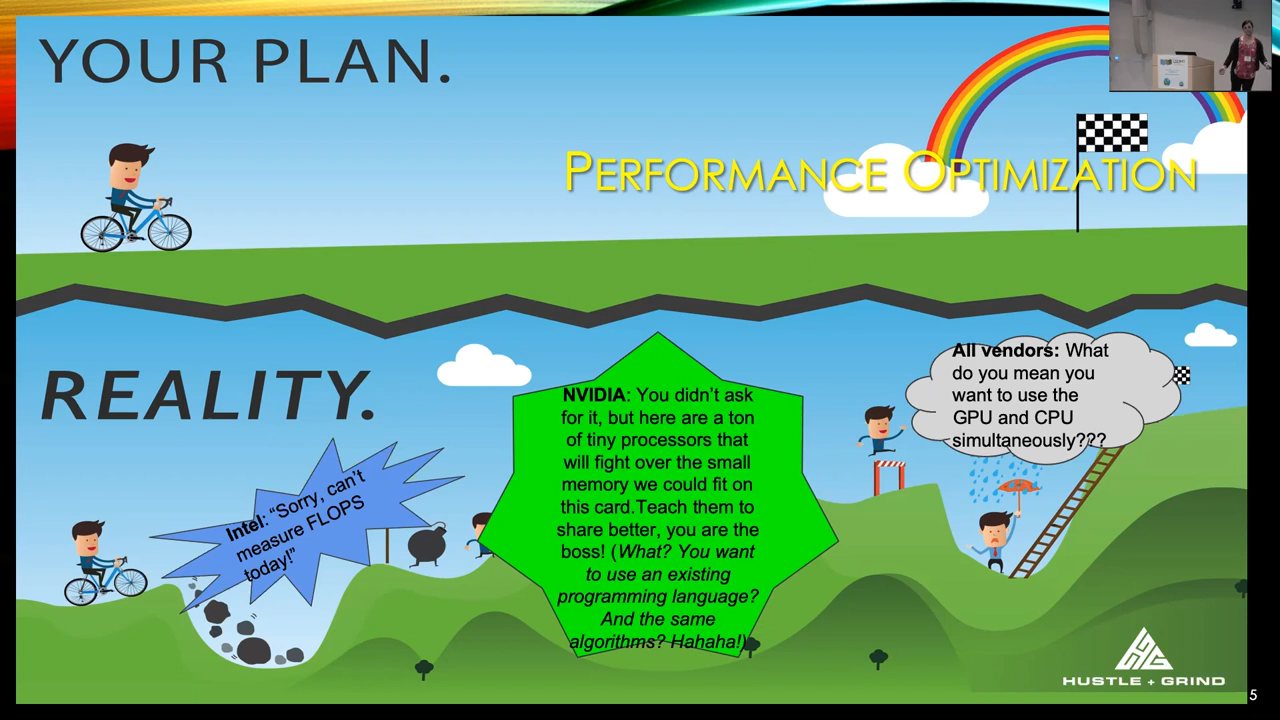 YOUR PLAN.
PERFORMANCE OPTIMIZATION
REALITY.
Intel: “Sorry, can’t
measure FLOPS
today!”
NVIDIA: You didn’t ask
for it, but here are a ton
of tiny processors that
will fight over the small
memory we could fit on
this card.Teach them to
share better, you are the
boss! (What? You want
to use an existing
programming language?
And the same
algorithms? Hahaha!)
All vendors: What
do you mean you
want to use the
GPU and CPU
simultaneously???
HUSTLE + GRIND
5